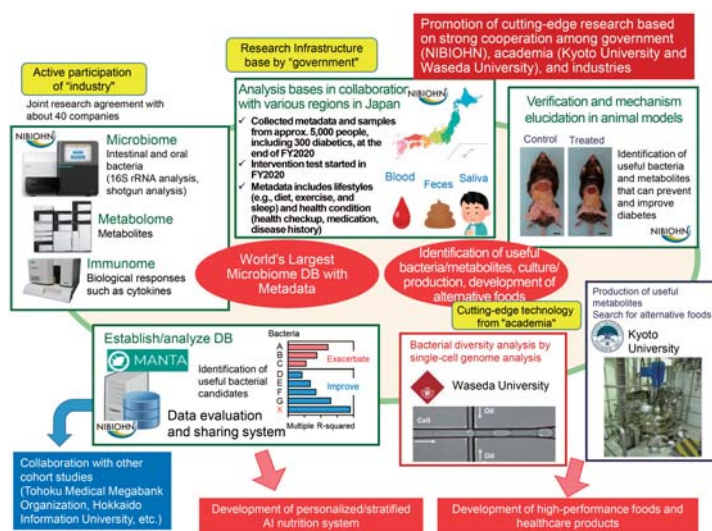 Promotion of cutting-edge research based
on strong cooperation among government
(NIBIOHN), academia (Kyoto University and
Waseda University), and industries
Active participation
of "industry"
Joint research agreement with
about 40 companies
NIBIOHN
Microbiome
Intestinal and oral
bacteria
(16S rRNA analysis,
shotgun analysis)
Metabolome
Metabolites
Immunome
Biological responses
such as cytokines
Research Infrastructure
base by "government"
Analysis bases in collaboration
with various regions in Japan
NIBIOHN
✓ Collected metadata and samples
from approx. 5,000 people,
including 300 diabetics, at the
end of FY2020
✓ Intervention test started in
FY2020
✓ Metadata includes lifestyles
(e.g., diet, exercise, and
sleep) and health condition
(health checkup, medication,
disease history)
Blood
Feces
Saliva
Verification and mechanism
elucidation in animal models
Control
Treated
Identification of
useful bacteria
and metabolites
that can prevent
and improve
diabetes
NIBIOHN
World's Largest
Microbiome DB with
Metadata
Identification of useful
bacteria/metabolites, culture/
production, development of
alternative foods
Establish/analyze DB
MANTA
Identification of
useful bacterial
candidates
NIBIOHN
Data evaluation
and sharing system
Bacteria
A
B
C
D
E
F
G
X
Exacerbate
Improve
Multiple R-squared
Cutting-edge technology
from "academia"
Bacterial diversity analysis by
single-cell genome analysis
Waseda University
Cell
Oil
Oil
Production of useful
metabolites
Search for alternative foods
Kyoto
University
Collaboration with other
cohort studies
(Tohoku Medical Megabank
Organization, Hokkaido
Information University, etc.)
Development of personalized/stratified
AI nutrition system
Development of high-performance foods and
healthcare products